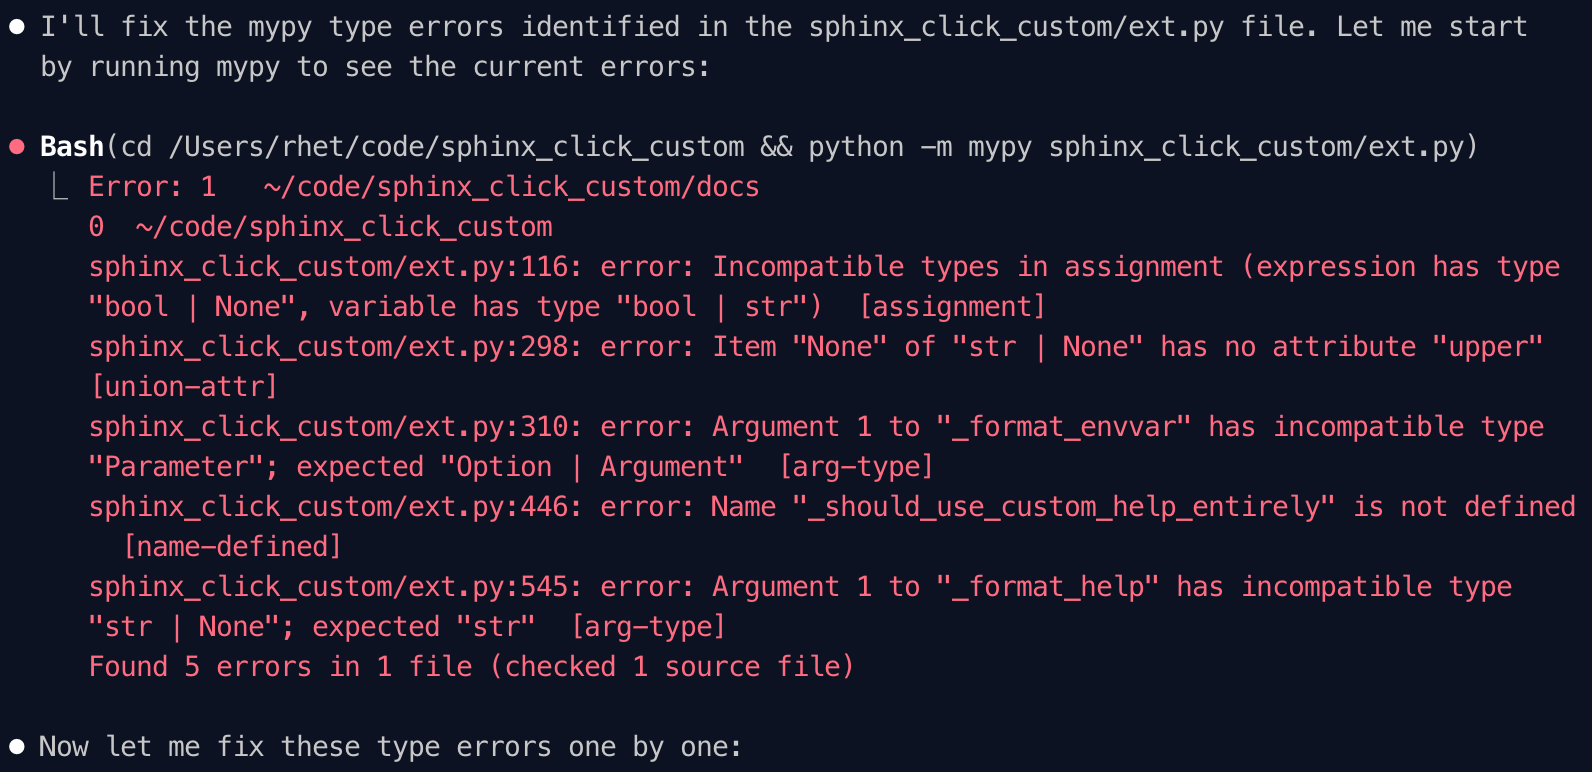 ● I'll fix the mypy type errors identified in the sphinx_click_custom/ext.py file. Let me start
by running mypy to see the current errors:
● Bash(cd /Users/rhet/code/sphinx_click_custom && python -m mypy sphinx_click_custom/ext.py)
⎿ Error: 1   ~/code/sphinx_click_custom/docs
0  ~/code/sphinx_click_custom
sphinx_click_custom/ext.py:116: error: Incompatible types in assignment (expression has type
"bool | None", variable has type "bool | str")  [assignment]
sphinx_click_custom/ext.py:298: error: Item "None" of "str | None" has no attribute "upper"
[union-attr]
sphinx_click_custom/ext.py:310: error: Argument 1 to "_format_envvar" has incompatible type
"Parameter"; expected "Option | Argument"  [arg-type]
sphinx_click_custom/ext.py:446: error: Name "_should_use_custom_help_entirely" is not defined
[name-defined]
sphinx_click_custom/ext.py:545: error: Argument 1 to "_format_help" has incompatible type
"str | None"; expected "str"  [arg-type]
Found 5 errors in 1 file (checked 1 source file)
● Now let me fix these type errors one by one: